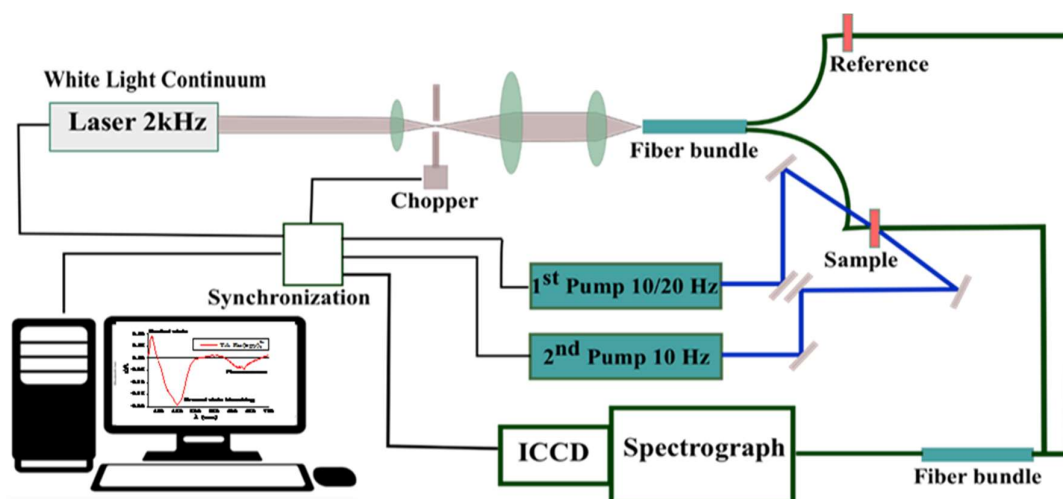 Reference
White Light Continuum
Laser 2kHz
Fiber bundle
Chopper
Sample
Synchronization
1st Pump 10/20 Hz
2nd Pump 10 Hz
ICCD
Spectrograph
Fiber bundle